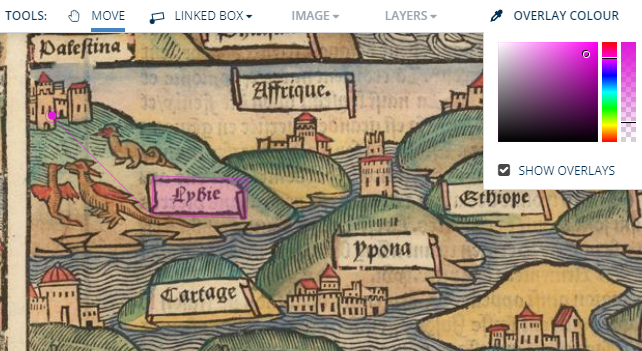 TOOLS: MOVE LINKED BOX IMAGE LAYERS OVERLAY COLOUR
Palestina
Affrique.
SHOW OVERLAYS
Lybie
Ethiope
Ypona
Cartage